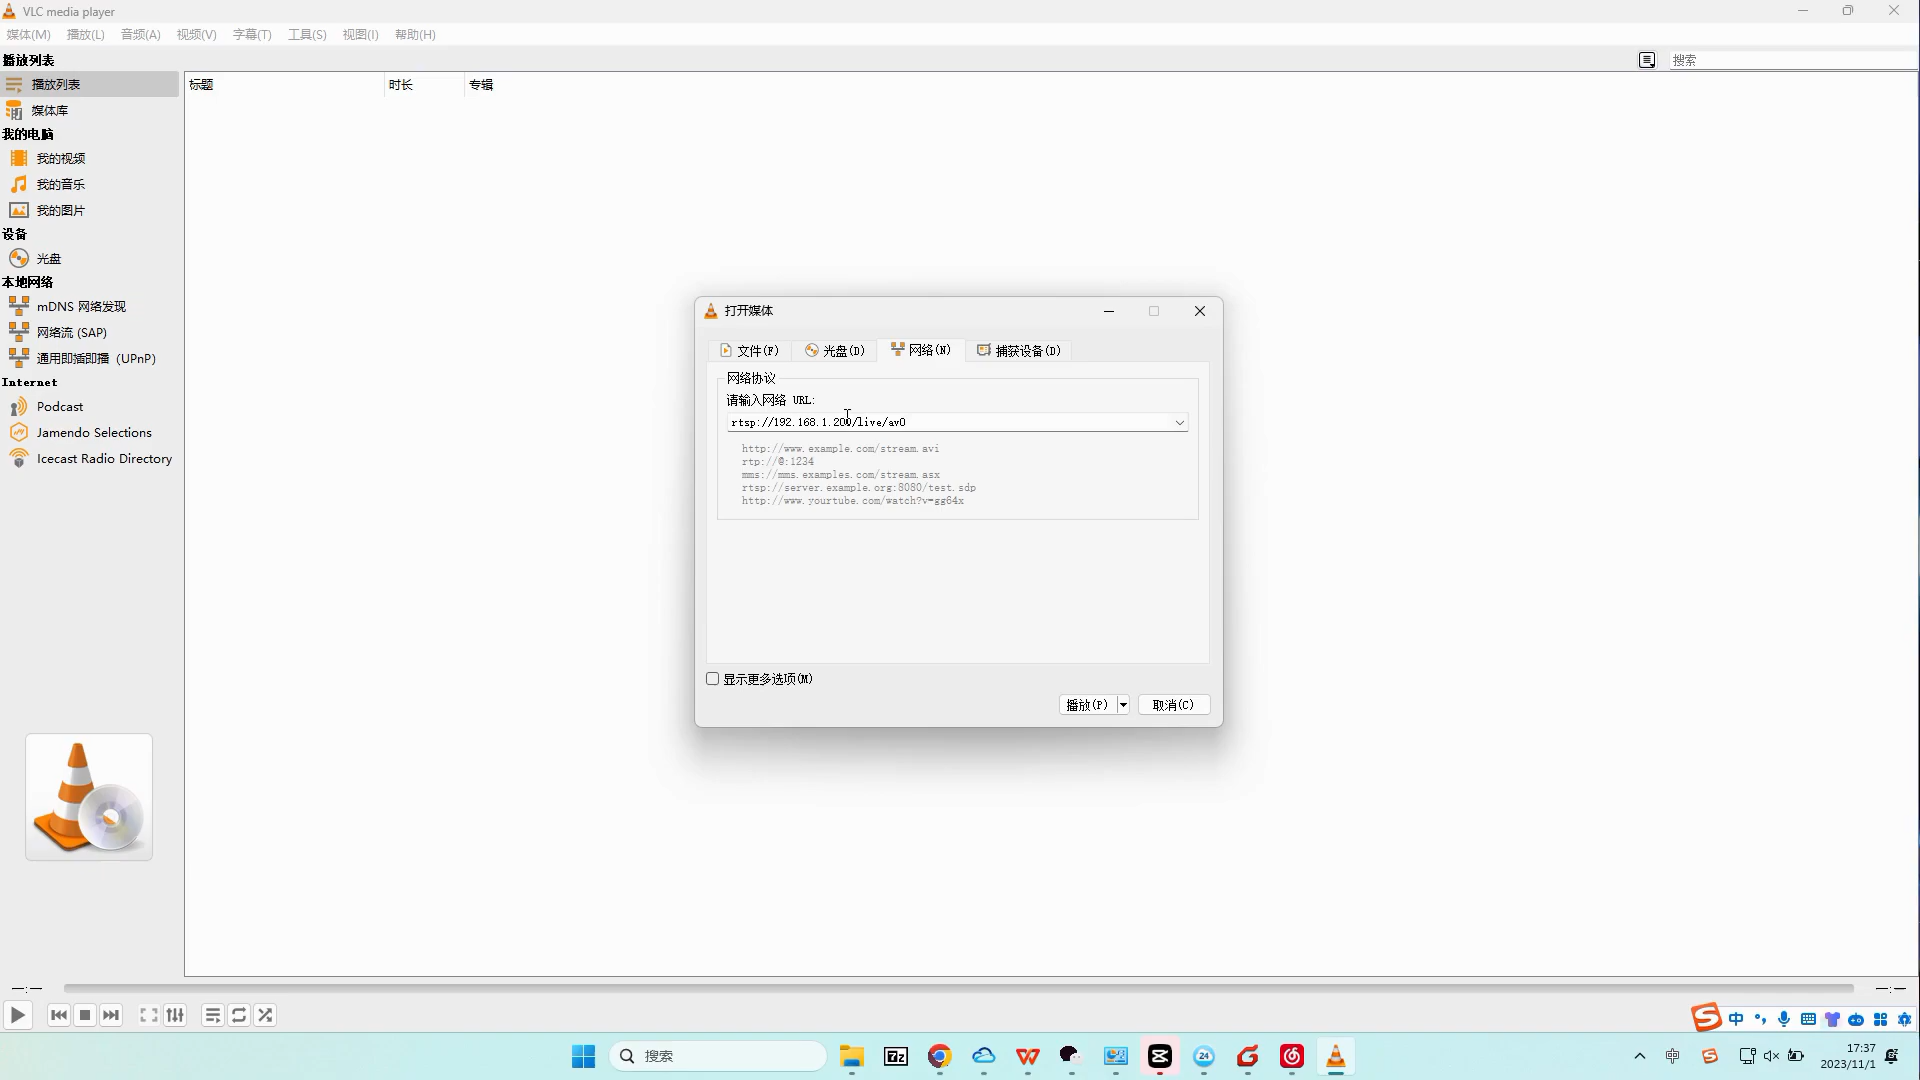 VLC media player
媒体(M) 播放(L) 音频(A) 视频(V) 字幕(T) 工具(S) 视图(I) 帮助(H)
播放列表
搜索
播放列表
标题 时长 专辑
媒体库
我的电脑
我的视频
我的音乐
我的图片
设备
光盘
本地网络
mDNS 网络发现
网络流 (SAP)
通用即插即播 (UPnP)
Internet
Podcast
Jamendo Selections
Icecast Radio Directory
打开媒体
文件(F) 光盘(D) 网络(N) 捕获设备(D)
网络协议
请输入网络 URL:
rtsp://192.168.1.200/live/av0
http://www.example.com/stream.avi
rtp://@:1234
mms://mms.examples.com/stream.asx
rtsp://server.example.org:8080/test.sdp
http://www.yourtube.com/watch?v=gg64x
显示更多选项(M)
播放(P) 取消(C)
--:-- --:--
中
搜索
7z
24
中
17:37
2023/11/1